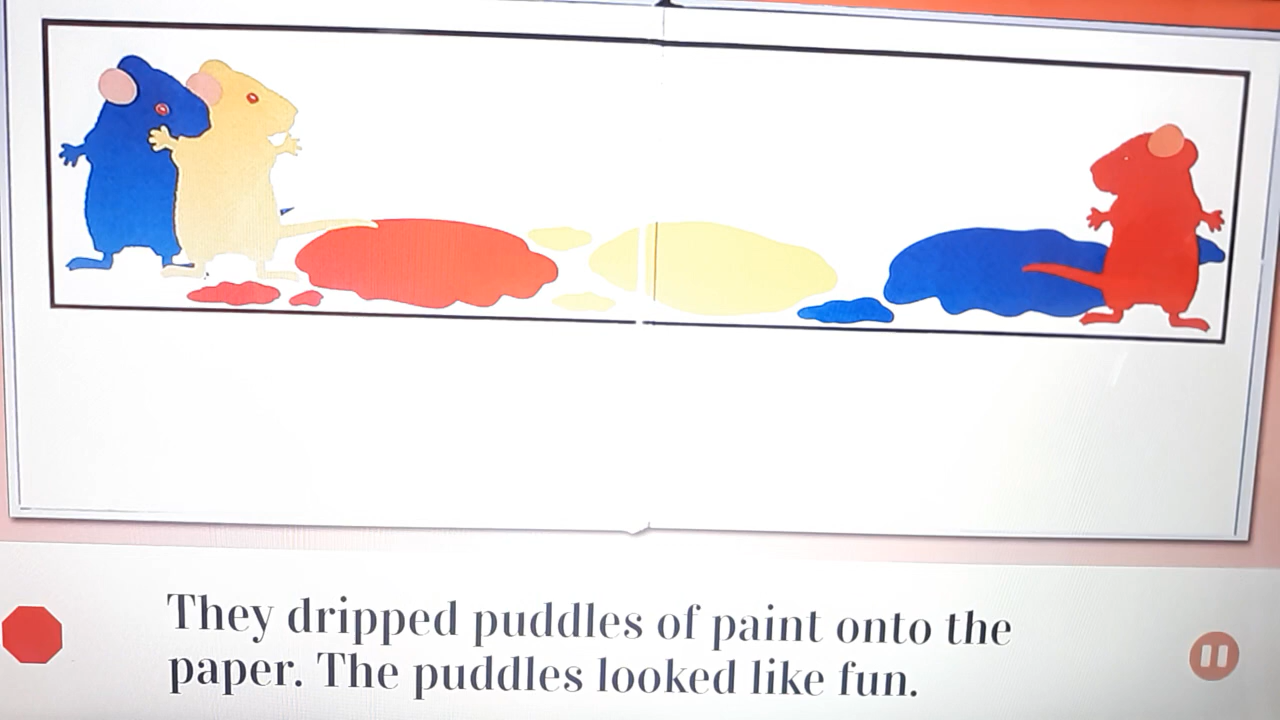 They dripped puddles of paint onto the
paper. The puddles looked like fun.